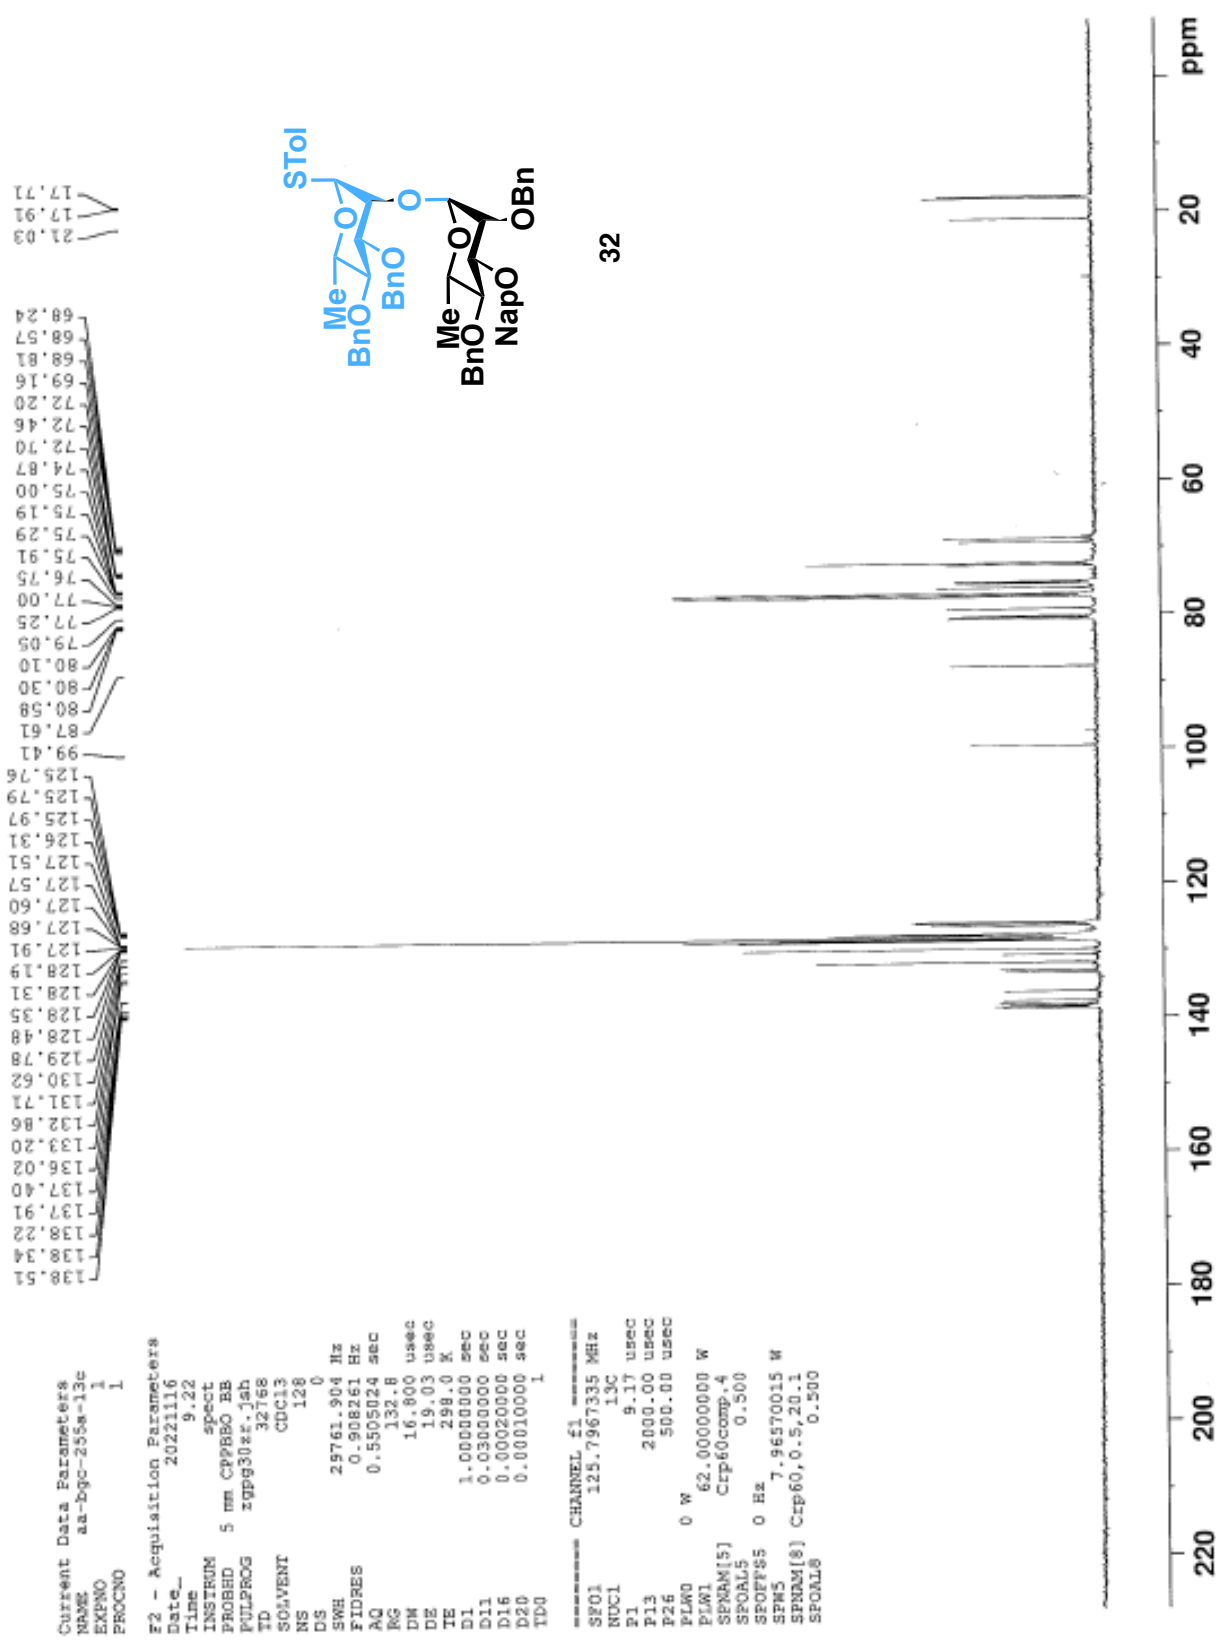 Current Data Parameters
NAME aa-bgc-255a-13c
EXPNO 1
PROCNO 1
F2 - Acquisition Parameters
Date_ 20221116
Time 9.22
INSTRUM spect
PROBHD 5 mm CPPBBO BB
PULPROG zgpg30zr.jsh
TD 32768
SOLVENT CDCl3
NS 128
DS 0
SWH 29761.904 Hz
FIDRES 0.908261 Hz
AQ 0.5505024 sec
RG 132.8
DW 16.800 usec
DE 19.03 usec
TE 298.0 K
D1 1.00000000 sec
D11 0.03000000 sec
D16 0.00020000 sec
D20 0.00010000 sec
TD0 1
======== CHANNEL f1 ========
SFO1 125.7967335 MHz
NUC1 13C
P1 9.17 usec
P13 2000.00 usec
P26 500.00 usec
PLW0 0 W
PLW1 62.00000000 W
SPNAM[5] Crp60comp.4
SPOAL5 0.500
SPOFFS5 0 Hz
SPW5 7.96570015 W
SPNAM[8] Crp60,0.5,20.1
SPOAL8 0.500
138.51
138.34
138.22
137.91
137.40
136.02
133.20
132.86
131.71
130.62
129.78
128.48
128.35
128.31
128.19
127.91
127.68
127.60
127.57
127.51
126.31
125.97
125.79
125.76
99.41
87.61
80.58
80.30
80.10
79.05
77.25
77.00
76.75
75.91
75.29
75.19
75.00
74.87
72.70
72.46
72.20
69.16
68.81
68.57
68.24
21.03
17.91
17.71
STol
O
Me
BnO
BnO
O
O
Me
BnO
NapO
OBn
32
220 200 180 160 140 120 100 80 60 40 20 ppm